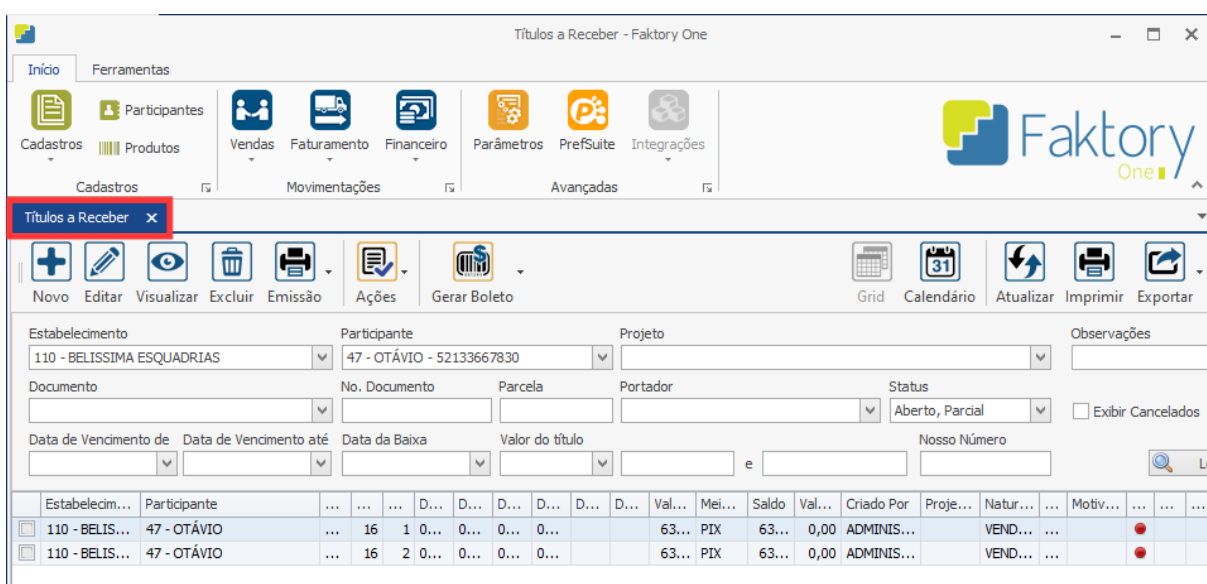 Títulos a Receber - Faktory One
Início Ferramentas
Cadastros Participantes Produtos Vendas Faturamento Financeiro Parâmetros PrefSuite Integrações
Faktory
One
Cadastros Movimentações Avançadas
Títulos a Receber
Novo Editar Visualizar Excluir Emissão Ações Gerar Boleto Grid 31 Calendário Atualizar Imprimir Exportar
Estabelecimento Participante Projeto Observações
110 - BELISSIMA ESQUADRIAS 47 - OTÁVIO - 52133667830
Documento No. Documento Parcela Portador Status
Aberto, Parcial Exibir Cancelados
Data de Vencimento de Data de Vencimento até Data da Baixa Valor do título Nosso Número
e
Estabelecim... Participante ... ... ... D... D... D... D... D... D... Val... Mei... Saldo Val... Criado Por Proje... Natur... ... Motiv... ... ... ...
110 - BELIS... 47 - OTÁVIO ... 16 1 0... 0... 0... 0... 63... PIX 63... 0,00 ADMINIS... VEND... ...
110 - BELIS... 47 - OTÁVIO ... 16 2 0... 0... 0... 0... 63... PIX 63... 0,00 ADMINIS... VEND... ...